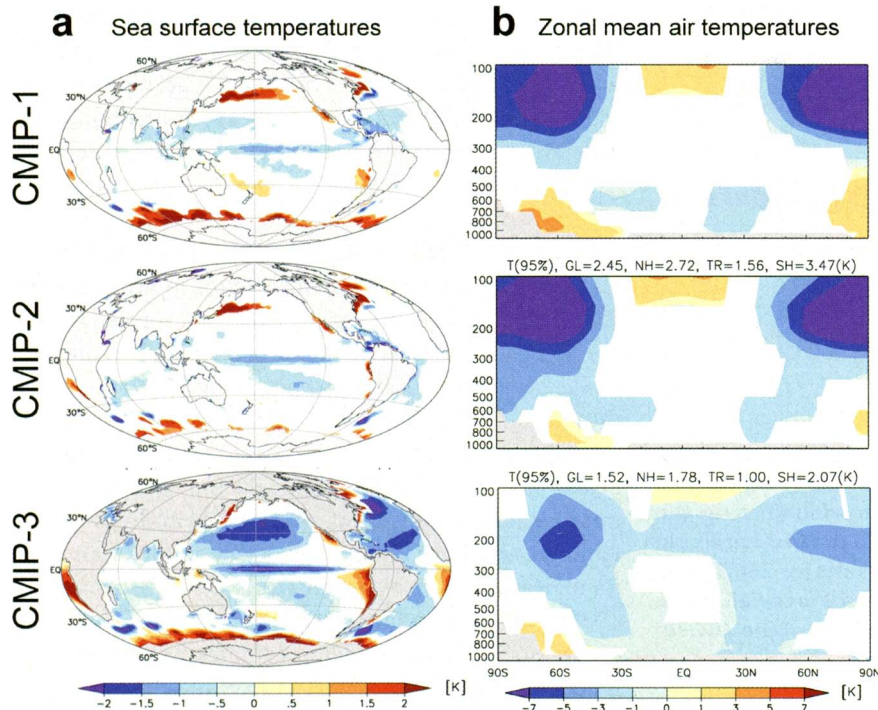 a Sea surface temperatures
b Zonal mean air temperatures
CMIP-1
60°N
30°N
EQ
30°S
60°S
100
200
300
400
500
600
700
800
1000
CMIP-2
60°N
30°N
EQ
30°S
60°S
T(95%), GL=2.45, NH=2.72, TR=1.56, SH=3.47(K)
100
200
300
400
500
600
700
800
1000
CMIP-3
60°N
30°N
EQ
30°S
60°S
T(95%), GL=1.52, NH=1.78, TR=1.00, SH=2.07(K)
100
200
300
400
500
600
700
800
1000
90S 60S 30S EQ 30N 60N 90N
[K]
-2 -1.5 -1 -.5 0 .5 1 1.5 2
[K]
-7 -5 -3 -1 1 3 5 7